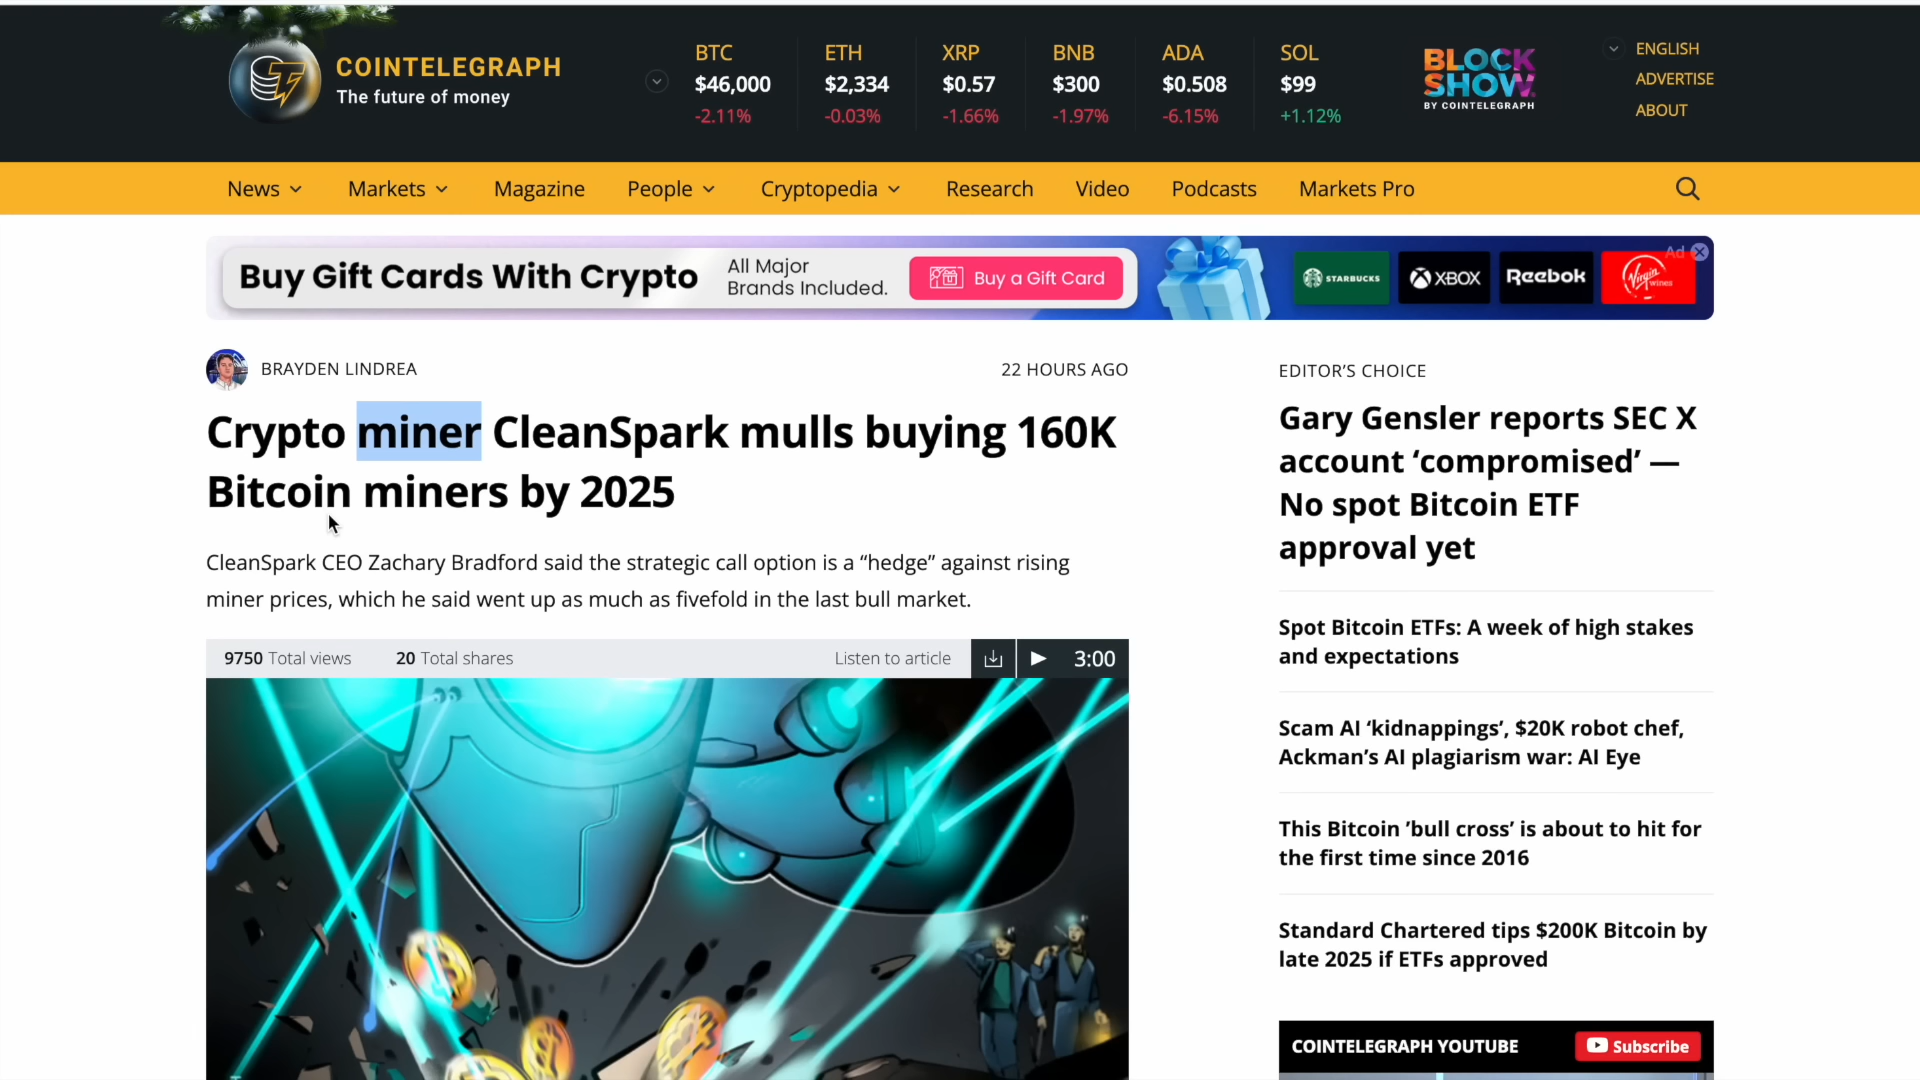 COINTELEGRAPH
The future of money
BTC
$46,000
-2.11%
ETH
$2,334
-0.03%
XRP
$0.57
-1.66%
BNB
$300
-1.97%
ADA
$0.508
-6.15%
SOL
$99
+1.12%
BLOCK
SHOW
BY COINTELEGRAPH
ENGLISH
ADVERTISE
ABOUT
News
Markets
Magazine
People
Cryptopedia
Research
Video
Podcasts
Markets Pro
Buy Gift Cards With Crypto
All Major
Brands Included.
Buy a Gift Card
STARBUCKS
XBOX
Reebok
Virgin
wines
Ad
BRAYDEN LINDREA
22 HOURS AGO
Crypto miner CleanSpark mulls buying 160K
Bitcoin miners by 2025
CleanSpark CEO Zachary Bradford said the strategic call option is a “hedge” against rising
miner prices, which he said went up as much as fivefold in the last bull market.
9750 Total views
20 Total shares
Listen to article
3:00
EDITOR’S CHOICE
Gary Gensler reports SEC X
account ‘compromised’ —
No spot Bitcoin ETF
approval yet
Spot Bitcoin ETFs: A week of high stakes
and expectations
Scam AI ‘kidnappings’, $20K robot chef,
Ackman’s AI plagiarism war: AI Eye
This Bitcoin ’bull cross’ is about to hit for
the first time since 2016
Standard Chartered tips $200K Bitcoin by
late 2025 if ETFs approved
COINTELEGRAPH YOUTUBE
Subscribe